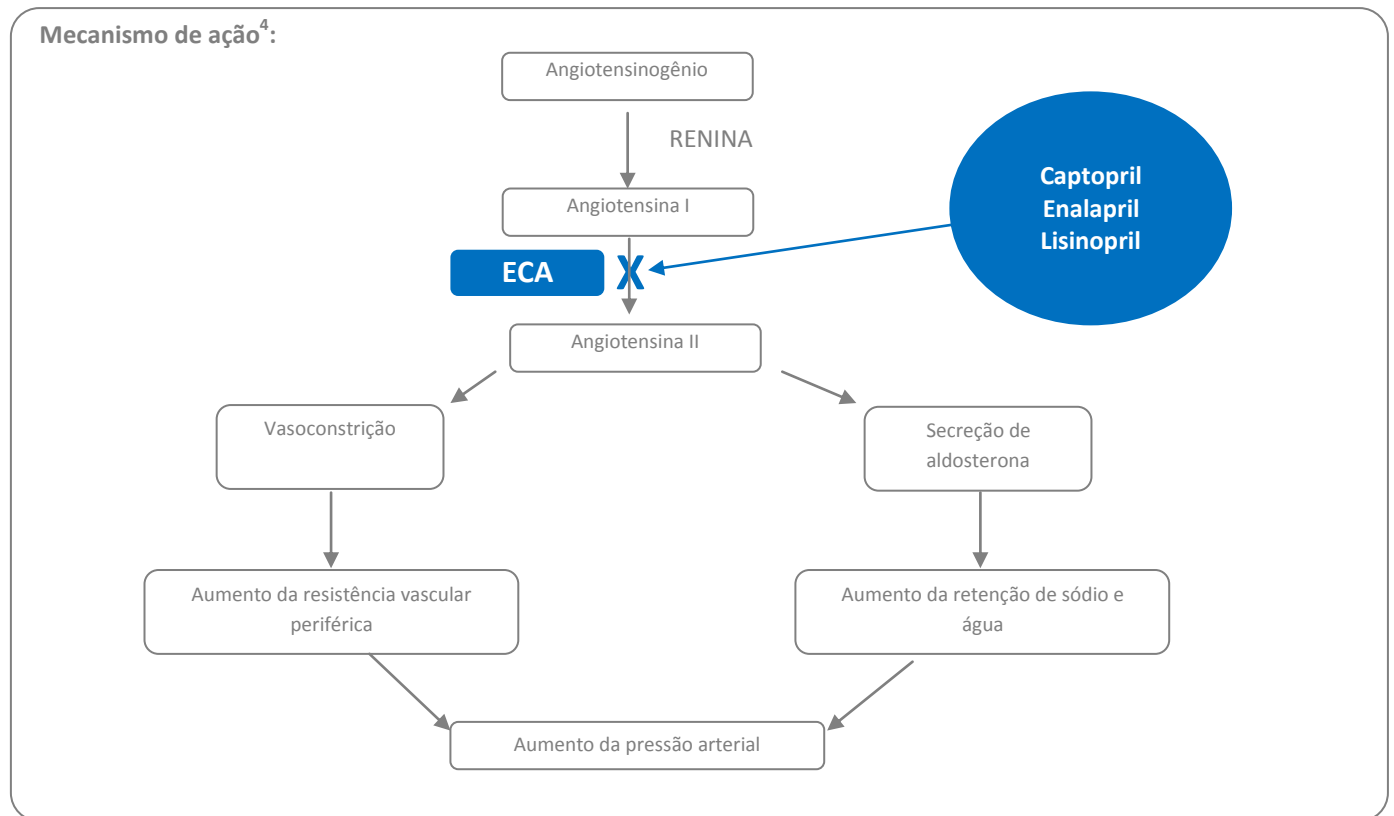 Mecanismo de ação⁴:
Angiotensinogênio
RENINA
Captopril
Enalapril
Lisinopril
Angiotensina I
ECA
X
Angiotensina II
Vasoconstrição
Secreção de
aldosterona
Aumento da resistência vascular
periférica
Aumento da retenção de sódio e
água
Aumento da pressão arterial